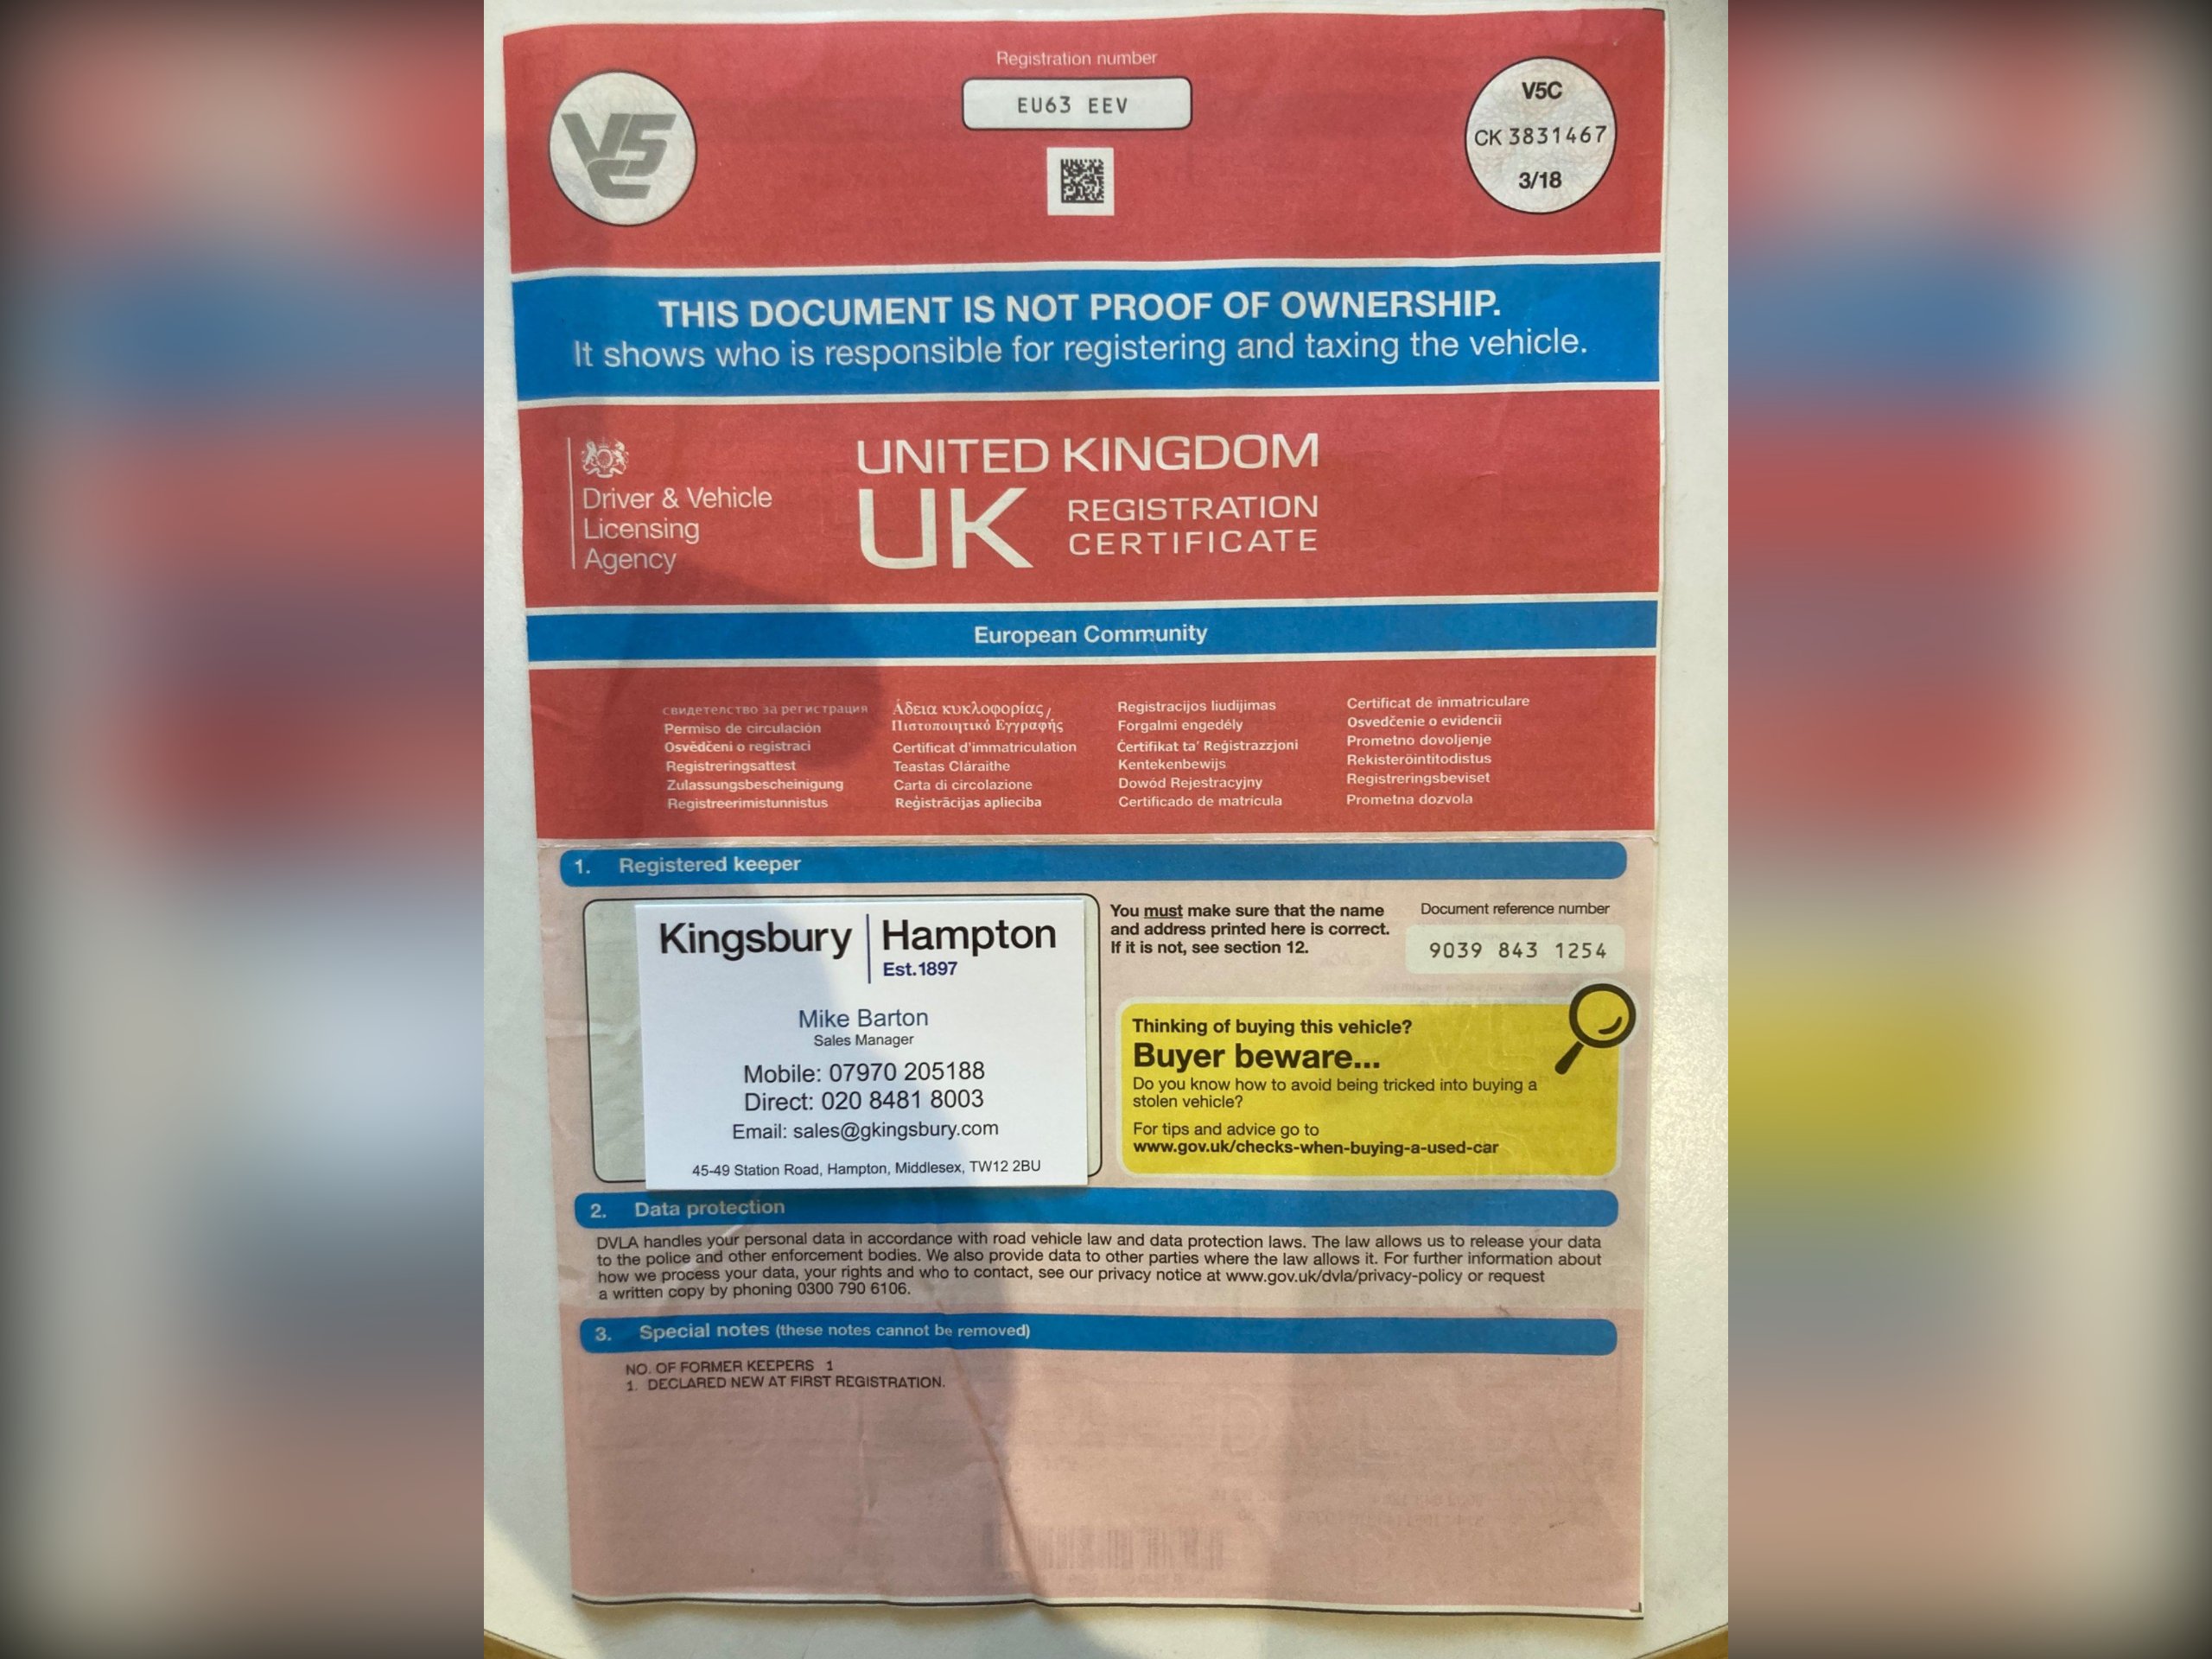 Registration number
EU63 EEV
V5C
V5C
CK 3831467
3/18
THIS DOCUMENT IS NOT PROOF OF OWNERSHIP.
It shows who is responsible for registering and taxing the vehicle.
Driver & Vehicle
Licensing
Agency
UNITED KINGDOM
UK REGISTRATION
CERTIFICATE
European Community
свидетелство за регистрация
Permiso de circulación
Osvědčení o registraci
Registreringsattest
Zulassungsbescheinigung
Registreerimistunnistus
Άδεια κυκλοφορίας /
Πιστοποιητικό Εγγραφής
Certificat d'immatriculation
Teastas Cláraithe
Carta di circolazione
Reģistrācijas apliecība
Registracijos liudijimas
Forgalmi engedély
Ċertifikat ta' Reġistrazzjoni
Kentekenbewijs
Dowód Rejestracyjny
Certificado de matrícula
Certificat de înmatriculare
Osvedčenie o evidencii
Prometno dovoljenje
Rekisteröintitodistus
Registreringsbeviset
Prometna dozvola
1. Registered keeper
Kingsbury | Hampton
Est.1897
Mike Barton
Sales Manager
Mobile: 07970 205188
Direct: 020 8481 8003
Email: sales@gkingsbury.com
45-49 Station Road, Hampton, Middlesex, TW12 2BU
You must make sure that the name
and address printed here is correct.
If it is not, see section 12.
Document reference number
9039 843 1254
Thinking of buying this vehicle?
Buyer beware...
Do you know how to avoid being tricked into buying a
stolen vehicle?
For tips and advice go to
www.gov.uk/checks-when-buying-a-used-car
2. Data protection
DVLA handles your personal data in accordance with road vehicle law and data protection laws. The law allows us to release your data
to the police and other enforcement bodies. We also provide data to other parties where the law allows it. For further information about
how we process your data, your rights and who to contact, see our privacy notice at www.gov.uk/dvla/privacy-policy or request
a written copy by phoning 0300 790 6106.
3. Special notes (these notes cannot be removed)
NO. OF FORMER KEEPERS 1
1. DECLARED NEW AT FIRST REGISTRATION.